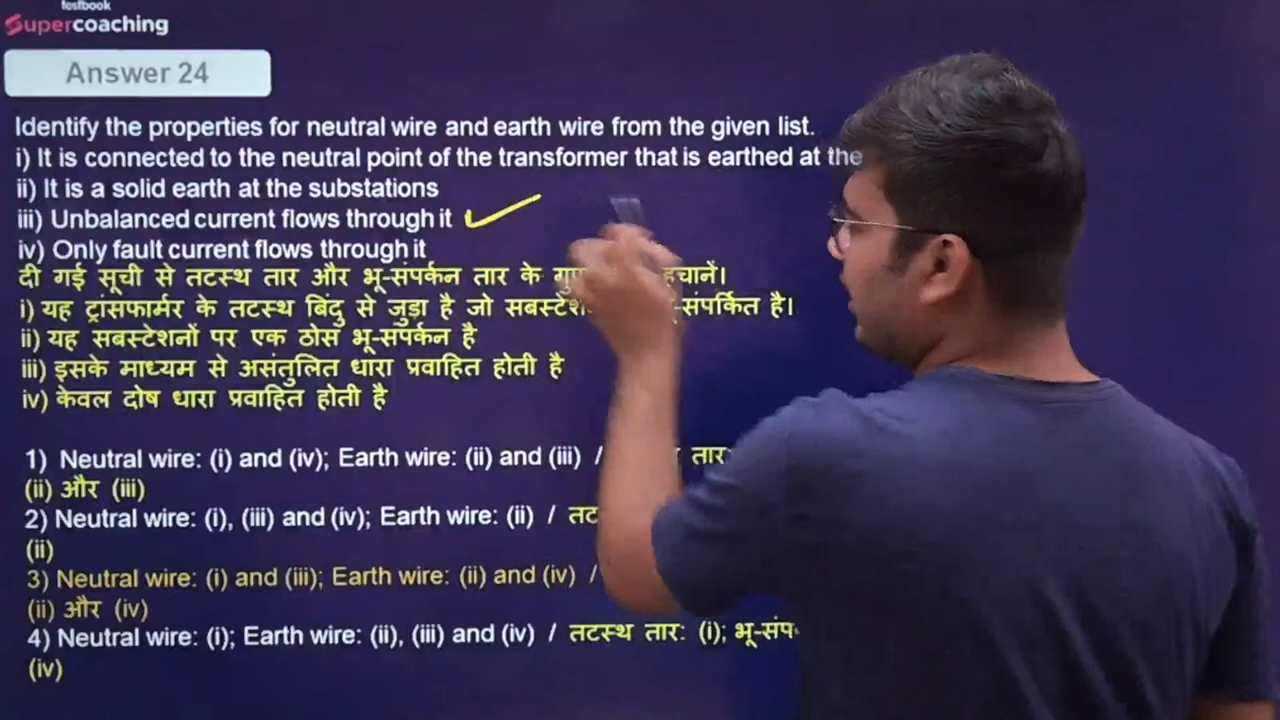 testbook
Supercoaching
Answer 24
Identify the properties for neutral wire and earth wire from the given list.
i) It is connected to the neutral point of the transformer that is earthed at the
ii) It is a solid earth at the substations
iii) Unbalanced current flows through it
iv) Only fault current flows through it
दी गई सूची से तटस्थ तार और भू-संपर्कन तार के
i) यह ट्रांसफार्मर के तटस्थ बिंदु से जुड़ा है जो संपर्कित है।
ii) यह सबस्टेशनों पर एक ठोस भू-संपर्कन है
iii) इसके माध्यम से असंतुलित धारा प्रवाहित होती है
iv) केवल दोष धारा प्रवाहित होती है
1) Neutral wire: (i) and (iv); Earth wire: (ii) and (iii) / तार:
(ii) और (iii)
2) Neutral wire: (i), (iii) and (iv); Earth wire: (ii) /
(ii)
3) Neutral wire: (i) and (iii); Earth wire: (ii) and (iv) /
(ii) और (iv)
4) Neutral wire: (i); Earth wire: (ii), (iii) and (iv) / तटस्थ तार: (i);
(iv)